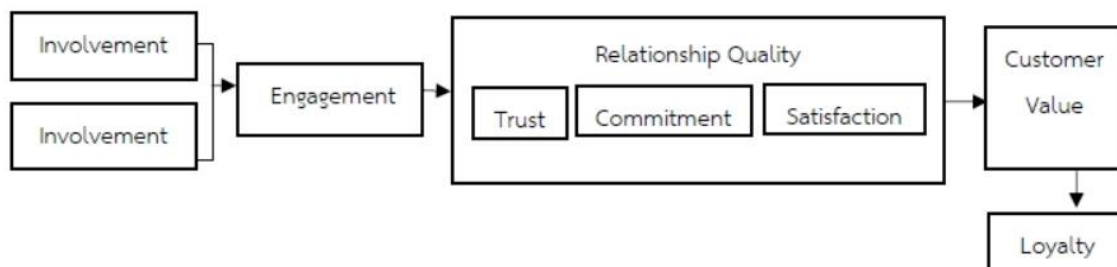 Involvement
Involvement
Engagement
Relationship Quality
Trust
Commitment
Satisfaction
Customer
Value
Loyalty